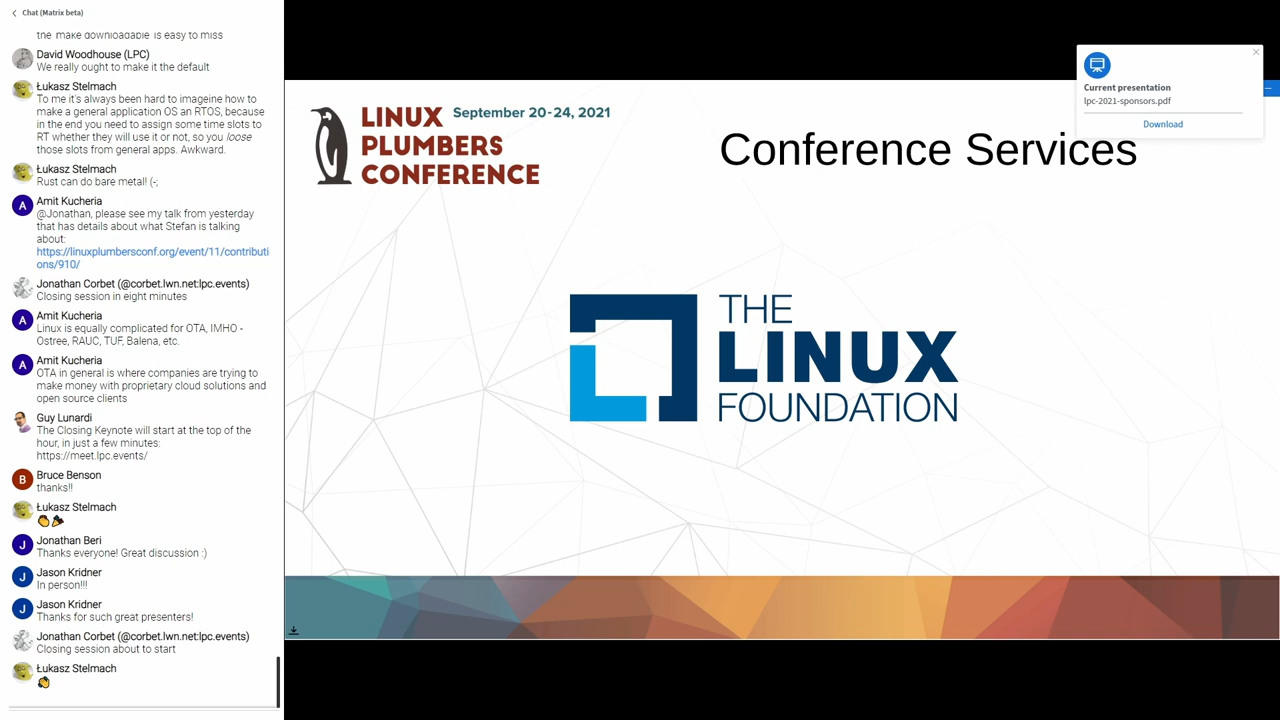 Chat (Matrix beta)
the 'make downloadable' is easy to miss
David Woodhouse (LPC)
We really ought to make it the default
Łukasz Stelmach
To me it's always been hard to imageine how to
make a general application OS an RTOS, because
in the end you need to assign some time slots to
RT whether they will use it or not, so you loose
those slots from general apps. Awkward.
Łukasz Stelmach
Rust can do bare metal! (-;
A
Amit Kucheria
@Jonathan, please see my talk from yesterday
that has details about what Stefan is talking
about:
https://linuxplumbersconf.org/event/11/contributi
ons/910/
Jonathan Corbet (@corbet.lwn.net:lpc.events)
Closing session in eight minutes
A
Amit Kucheria
Linux is equally complicated for OTA, IMHO -
Ostree, RAUC, TUF, Balena, etc.
A
Amit Kucheria
OTA in general is where companies are trying to
make money with proprietary cloud solutions and
open source clients
Guy Lunardi
The Closing Keynote will start at the top of the
hour, in just a few minutes:
https://meet.lpc.events/
B
Bruce Benson
thanks!!
Łukasz Stelmach
J
Jonathan Beri
Thanks everyone! Great discussion :)
J
Jason Kridner
In person!!!
J
Jason Kridner
Thanks for such great presenters!
Jonathan Corbet (@corbet.lwn.net:lpc.events)
Closing session about to start
Łukasz Stelmach
LINUX
PLUMBERS
CONFERENCE
September 20-24, 2021
Conference Services
THE
LINUX
FOUNDATION
Current presentation
lpc-2021-sponsors.pdf
Download